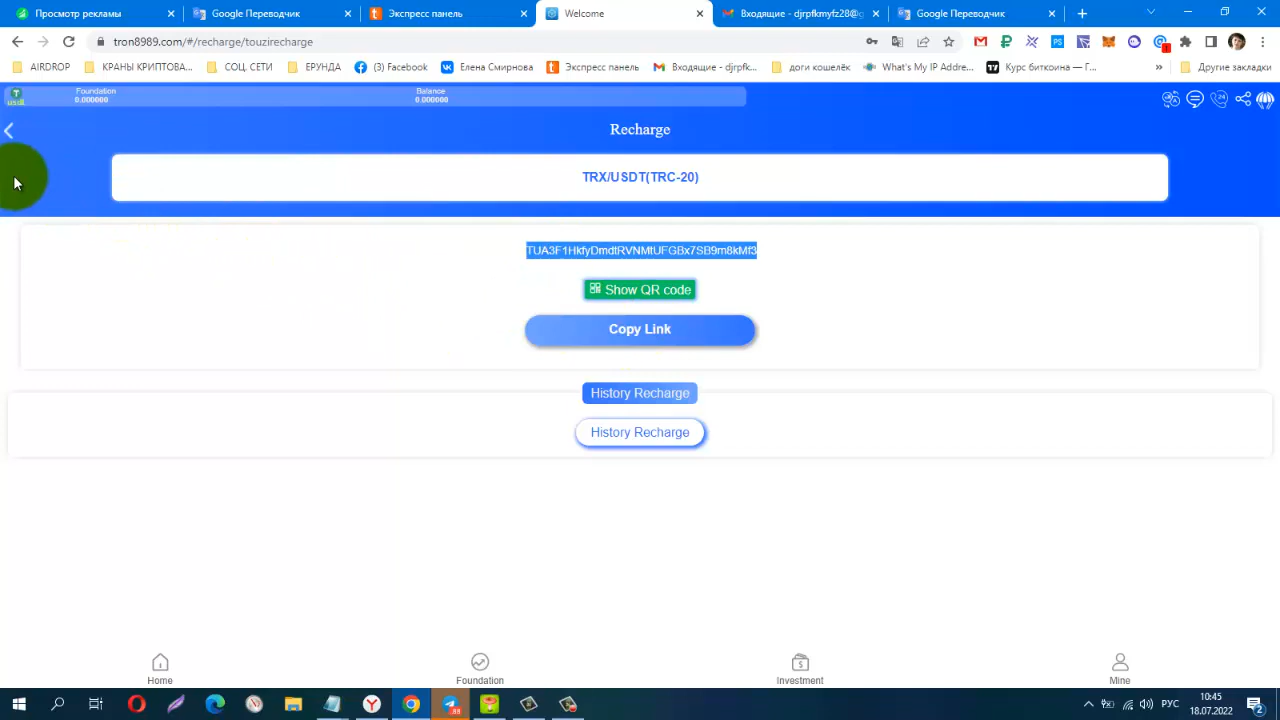 Просмотр рекламы
Google Переводчик
Экспресс панель
Welcome
Входящие - djrpfkmyfz28@g
Google Переводчик
tron8989.com/#/recharge/touzirecharge
AIRDROP
КРАНЫ КРИПТОВА...
СОЦ. СЕТИ
ЕРУНДА
(3) Facebook
Елена Смирнова
Экспресс панель
Входящие - djrpfk...
доги кошелёк
What's My IP Addre...
Курс биткоина — Г...
»
Другие закладки
Foundation
0.000000
Balance
0.000000
Recharge
TRX/USDT(TRC-20)
Show QR code
Copy Link
History Recharge
History Recharge
Home
Foundation
Investment
Mine
10:45
РУС
18.07.2022